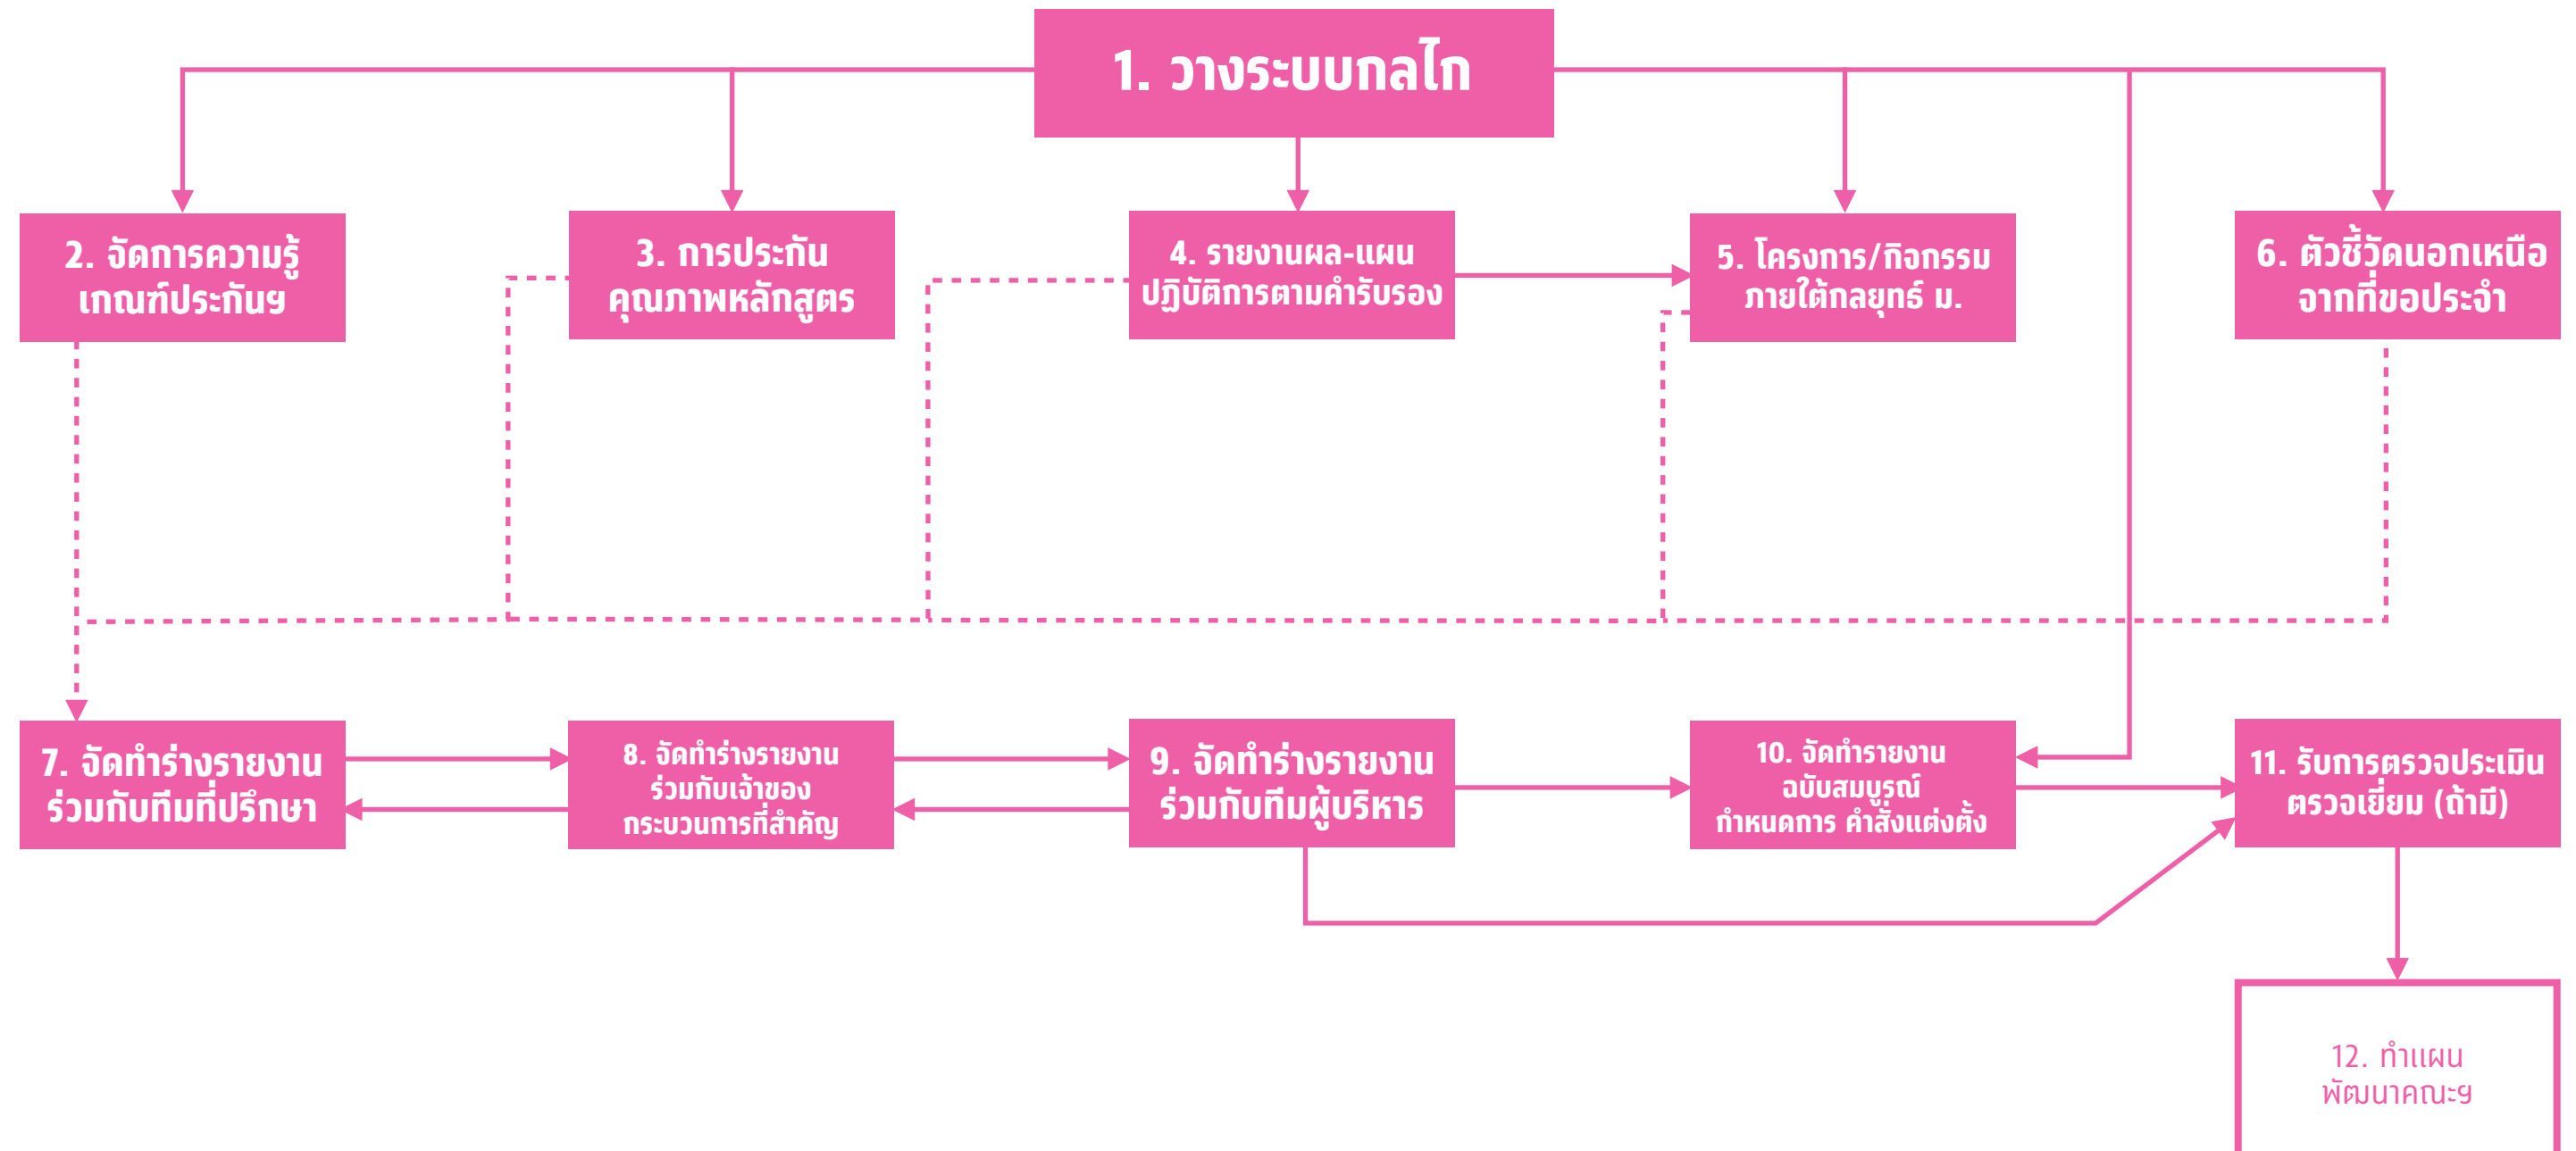 1. วางระบบกลไก
2. จัดการความรู้
เกณฑ์ประกันฯ
3. การประกัน
คุณภาพหลักสูตร
4. รายงานผล-แผน
ปฏิบัติการตามคำรับรอง
5. โครงการ/กิจกรรม
ภายใต้กลยุทธ์ ม.
6. ตัวชี้วัดนอกเหนือ
จากที่ขอประจำ
7. จัดทำร่างรายงาน
ร่วมกับทีมที่ปรึกษา
8. จัดทำร่างรายงาน
ร่วมกับเจ้าของ
กระบวนการที่สำคัญ
9. จัดทำร่างรายงาน
ร่วมกับทีมผู้บริหาร
10. จัดทำรายงาน
ฉบับสมบูรณ์
กำหนดการ คำสั่งแต่งตั้ง
11. รับการตรวจประเมิน
ตรวจเยี่ยม (ถ้ามี)
12. ทำแผน
พัฒนาคณะฯ